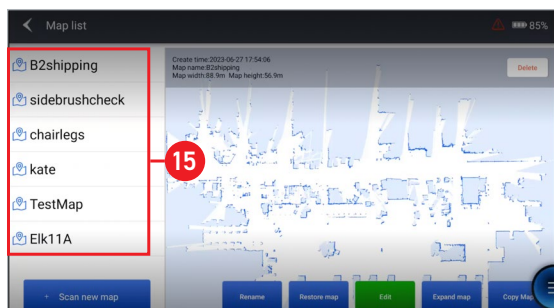 Map list
85%
B2shipping
sidebrushcheck
chairlegs
kate
TestMap
Elk11A
+ Scan new map
15
Create time:2023-06-27 17:54:06
Map name:B2shipping
Map width:88.9m Map height:56.9m
Delete
Rename
Restore map
Edit
Expand map
Copy Map